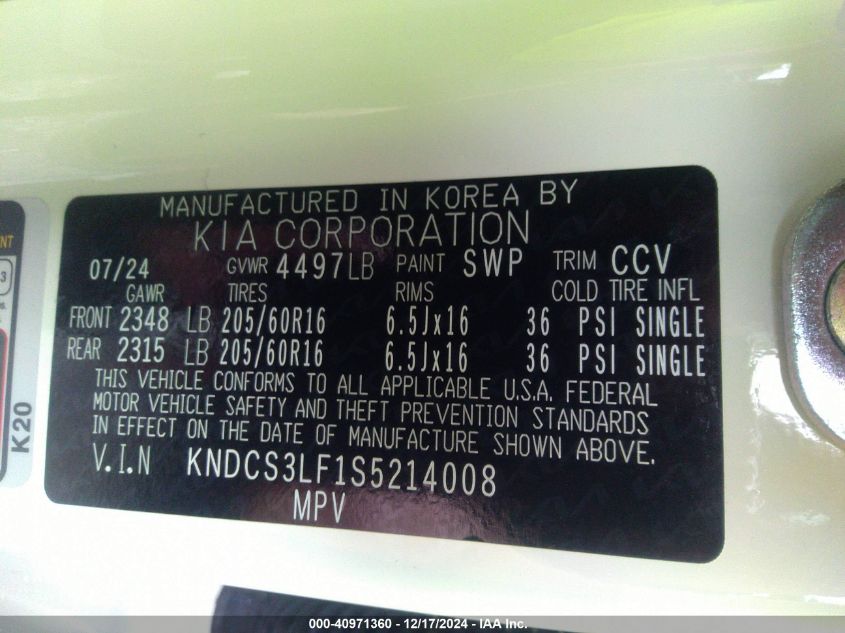 MANUFACTURED IN KOREA BY
KIA CORPORATION
07/24 GVWR 4497LB PAINT SWP TRIM CCV
GAWR TIRES RIMS COLD TIRE INFL
FRONT 2348 LB 205/60R16 6.5Jx16 36 PSI SINGLE
REAR 2315 LB 205/60R16 6.5Jx16 36 PSI SINGLE
THIS VEHICLE CONFORMS TO ALL APPLICABLE U.S.A. FEDERAL
MOTOR VEHICLE SAFETY AND THEFT PREVENTION STANDARDS
IN EFFECT ON THE DATE OF MANUFACTURE SHOWN ABOVE.
V.I.N KNDCS3LF1S5214008
MPV
NT
3
K20
000-40971360 - 12/17/2024 - IAA Inc.